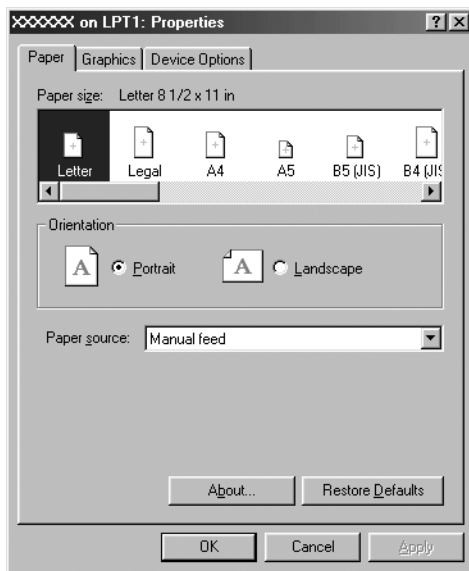 XXXXXX on LPT1: Properties
Paper Graphics Device Options
Paper size: Letter 8 1/2 x 11 in
Letter Legal A4 A5 B5 (JIS) B4 (JIS
Orientation
A Portrait A Landscape
Paper source: Manual feed
About... Restore Defaults
OK Cancel Apply